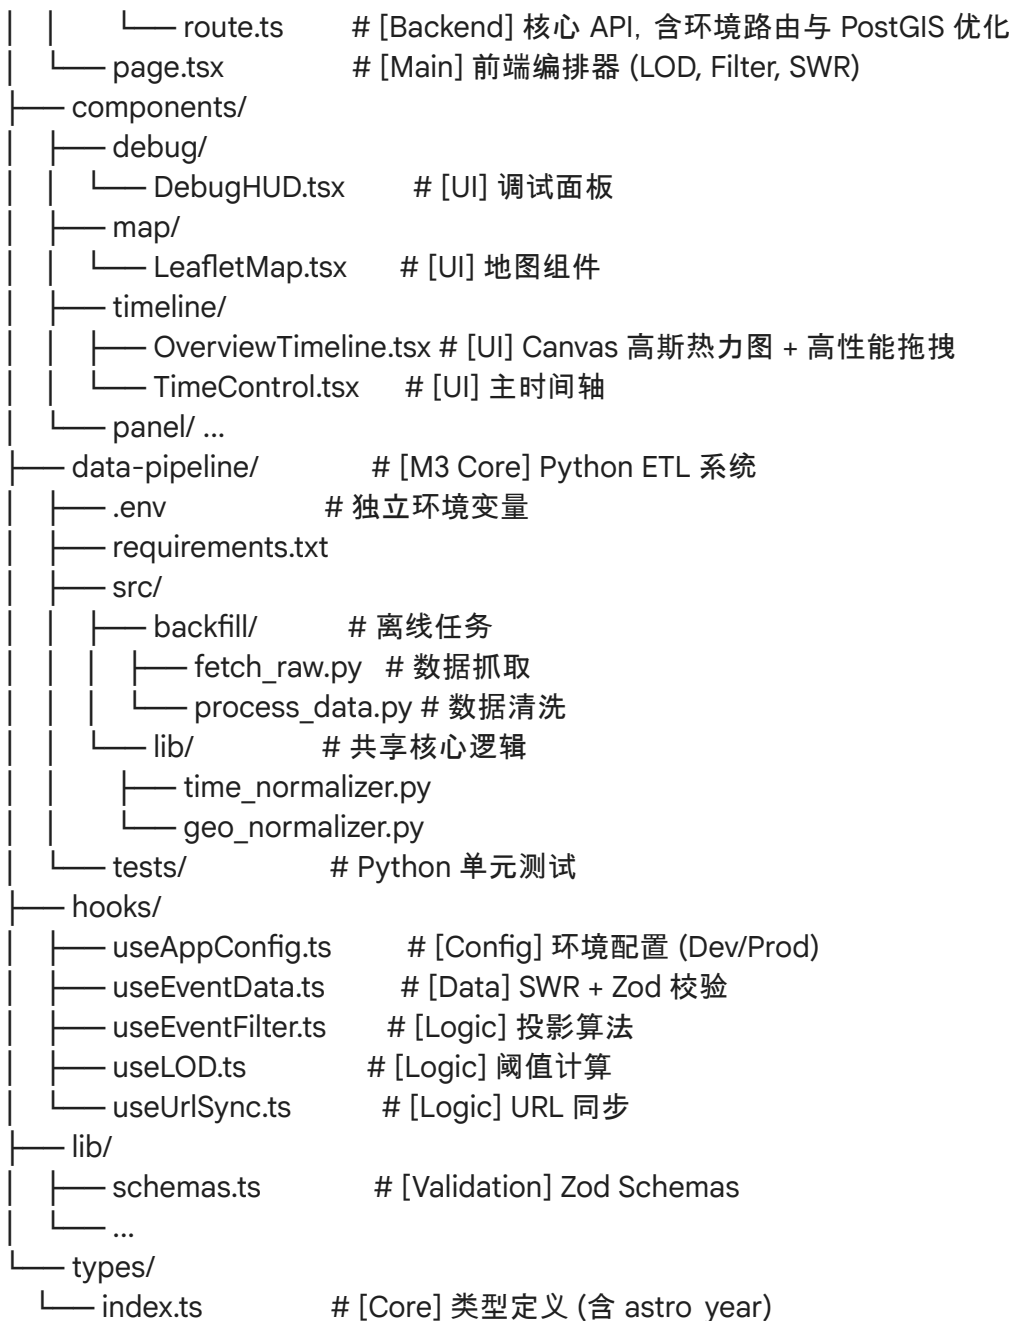 │   │       └── route.ts       # [Backend] 核心 API, 含环境路由与 PostGIS 优化
│   └── page.tsx             # [Main] 前端编排器 (LOD, Filter, SWR)
├── components/
│   ├── debug/
│   │   └── DebugHUD.tsx       # [UI] 调试面板
│   ├── map/
│   │   └── LeafletMap.tsx     # [UI] 地图组件
│   ├── timeline/
│   │   ├── OverviewTimeline.tsx # [UI] Canvas 高斯热力图 + 高性能拖拽
│   │   └── TimeControl.tsx    # [UI] 主时间轴
│   └── panel/ ...
├── data-pipeline/           # [M3 Core] Python ETL 系统
│   ├── .env                 # 独立环境变量
│   ├── requirements.txt
│   ├── src/
│   │   ├── backfill/        # 离线任务
│   │   │   ├── fetch_raw.py   # 数据抓取
│   │   │   └── process_data.py # 数据清洗
│   │   └── lib/             # 共享核心逻辑
│   │       ├── time_normalizer.py
│   │       └── geo_normalizer.py
│   └── tests/               # Python 单元测试
├── hooks/
│   ├── useAppConfig.ts        # [Config] 环境配置 (Dev/Prod)
│   ├── useEventData.ts        # [Data] SWR + Zod 校验
│   ├── useEventFilter.ts      # [Logic] 投影算法
│   ├── useLOD.ts              # [Logic] 阈值计算
│   └── useUrlSync.ts          # [Logic] URL 同步
├── lib/
│   ├── schemas.ts             # [Validation] Zod Schemas
│   └── ...
└── types/
    └── index.ts               # [Core] 类型定义 (含 astro_year)